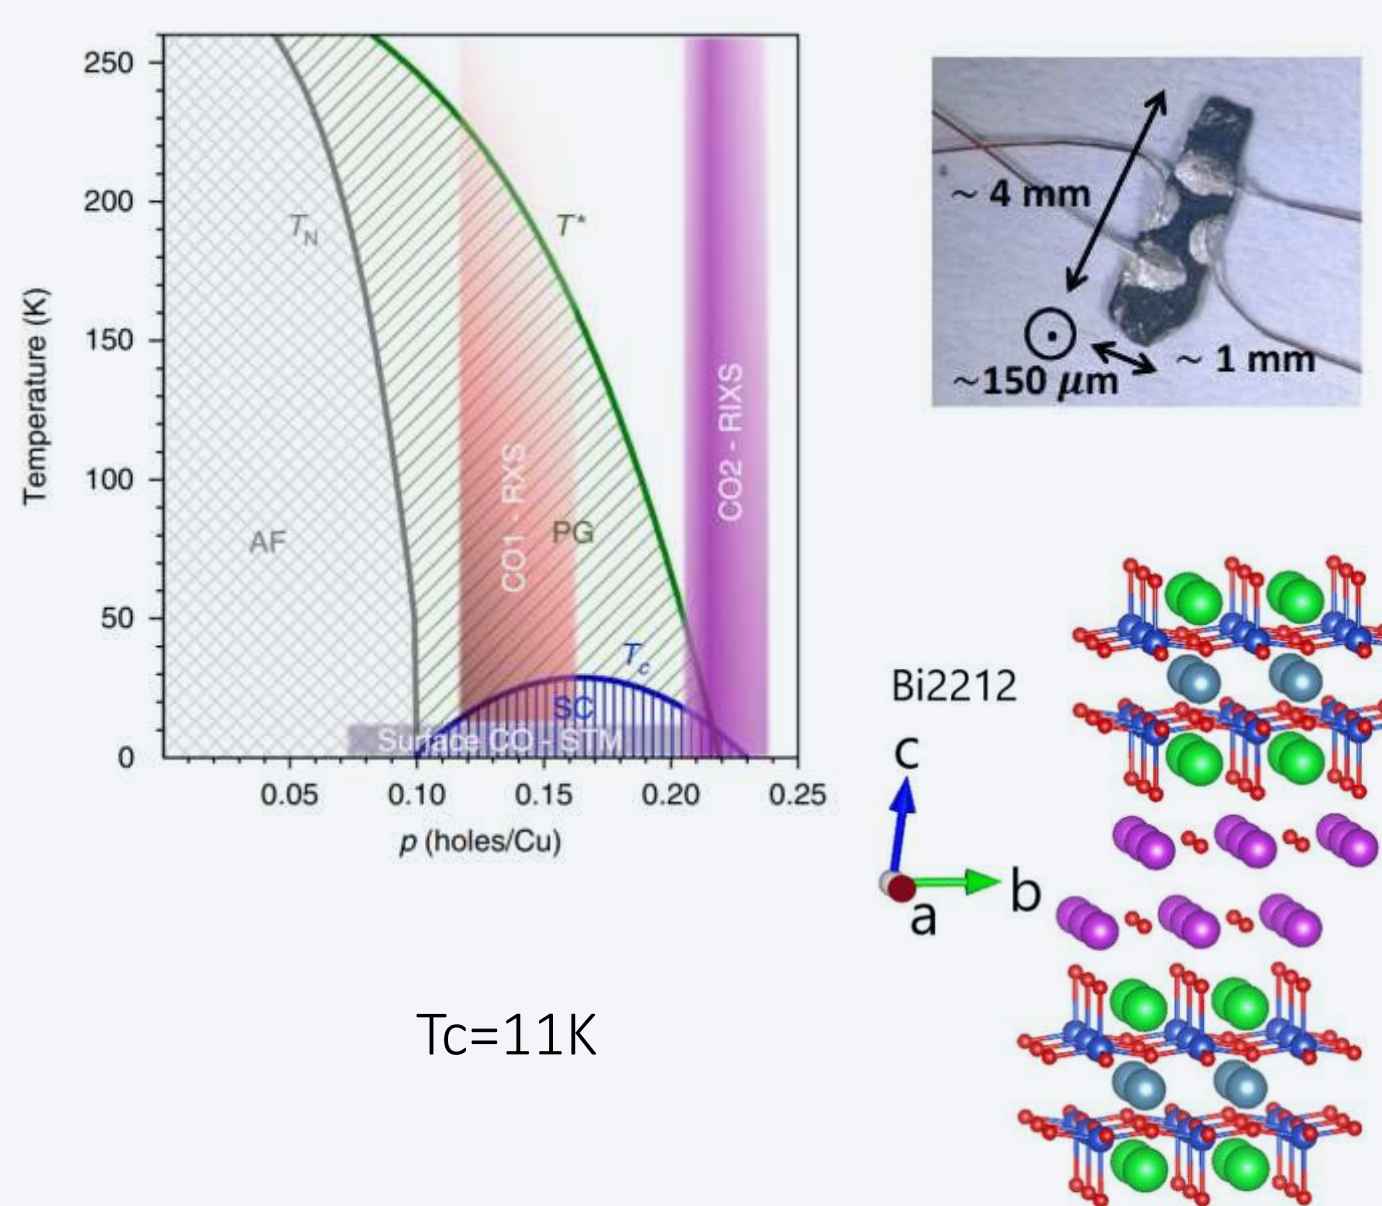 250
200
150
100
50
0
Temperature (K)
0.05
0.10
0.15
0.20
0.25
p (holes/Cu)
T_N
T*
AF
CO1 - RXS
PG
CO2 - RIXS
T_c
SC
Surface CO - STM
Tc=11K
~ 4 mm
~ 1 mm
~150 μm
Bi2212
c
b
a